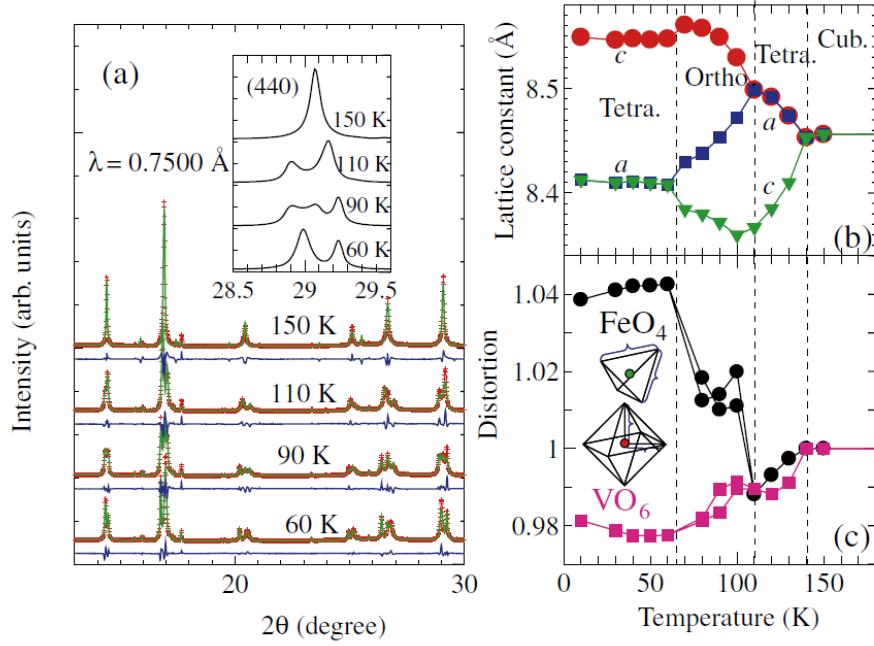 (a)
(440)
150 K
110 K
90 K
60 K
28.5 29 29.6
λ = 0.7500 Å
Intensity (arb. units)
150 K
110 K
90 K
60 K
20 30
2θ (degree)
Lattice constant (Å)
8.5
8.4
c
Tetra.
a
Ortho
Tetra.
Cub.
a
c
(b)
Distortion
1.04
1.02
1
0.98
FeO4
VO6
(c)
0 50 100 150
Temperature (K)